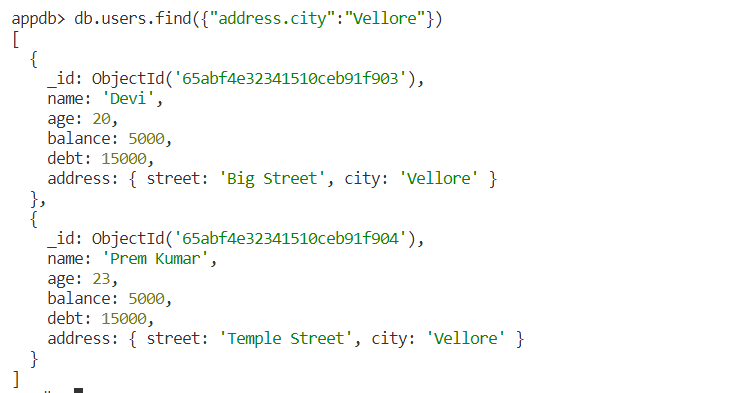 appdb> db.users.find({"address.city":"Vellore"})
[
  {
    _id: ObjectId('65abf4e32341510ceb91f903'),
    name: 'Devi',
    age: 20,
    balance: 5000,
    debt: 15000,
    address: { street: 'Big Street', city: 'Vellore' }
  },
  {
    _id: ObjectId('65abf4e32341510ceb91f904'),
    name: 'Prem Kumar',
    age: 23,
    balance: 5000,
    debt: 15000,
    address: { street: 'Temple Street', city: 'Vellore' }
  }
]